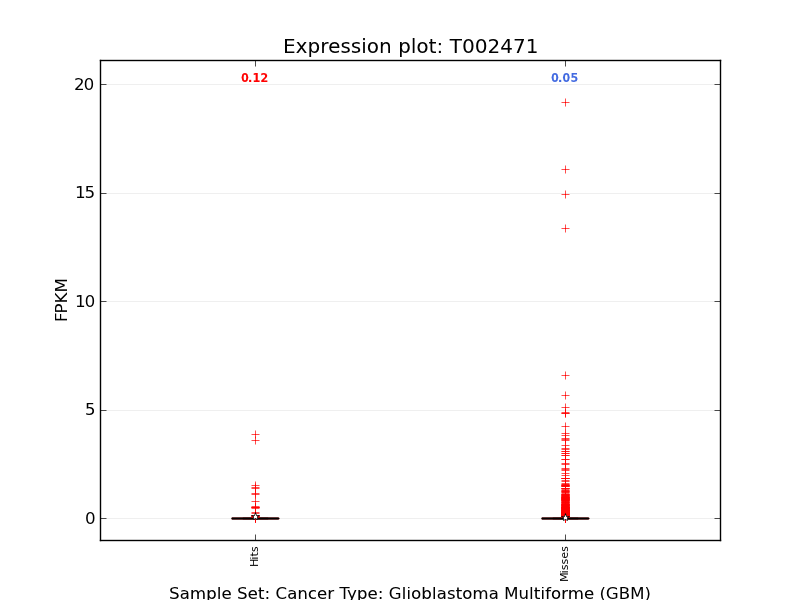 Expression plot: T002471
0.12
0.05
20
15
10
5
0
FPKM
Hits
Misses
Sample Set: Cancer Type: Glioblastoma Multiforme (GBM)